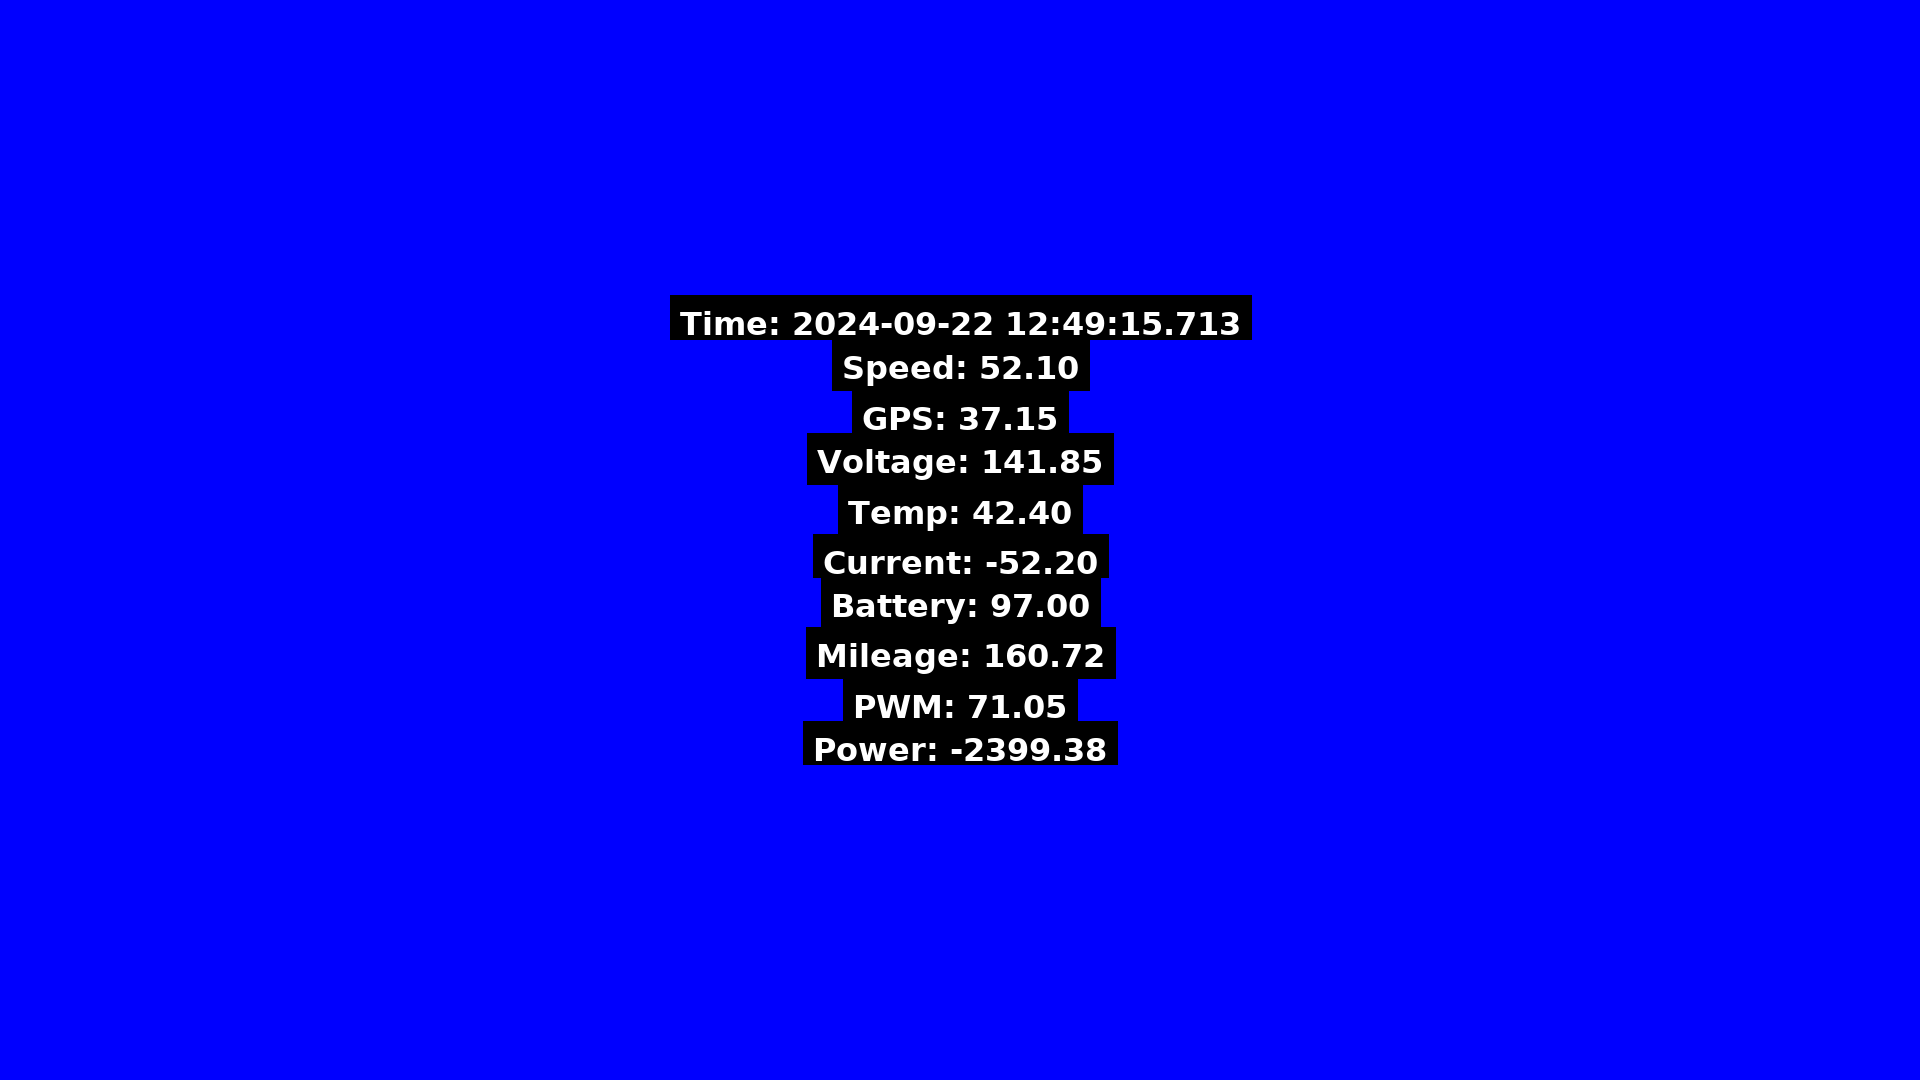 Time: 2024-09-22 12:49:15.713
Speed: 52.10
GPS: 37.15
Voltage: 141.85
Temp: 42.40
Current: -52.20
Battery: 97.00
Mileage: 160.72
PWM: 71.05
Power: -2399.38